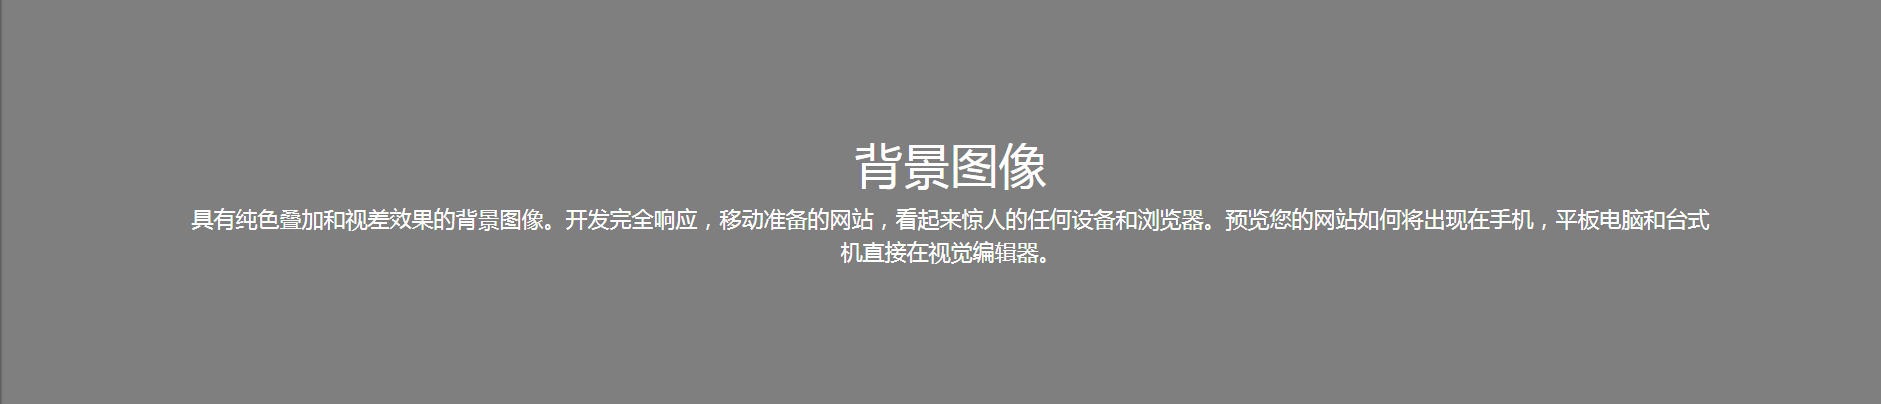 背景图像
具有纯色叠加和视差效果的背景图像。开发完全响应，移动准备的网站，看起来惊人的任何设备和浏览器。预览您的网站如何将出现在手机，平板电脑和台式
机直接在视觉编辑器。